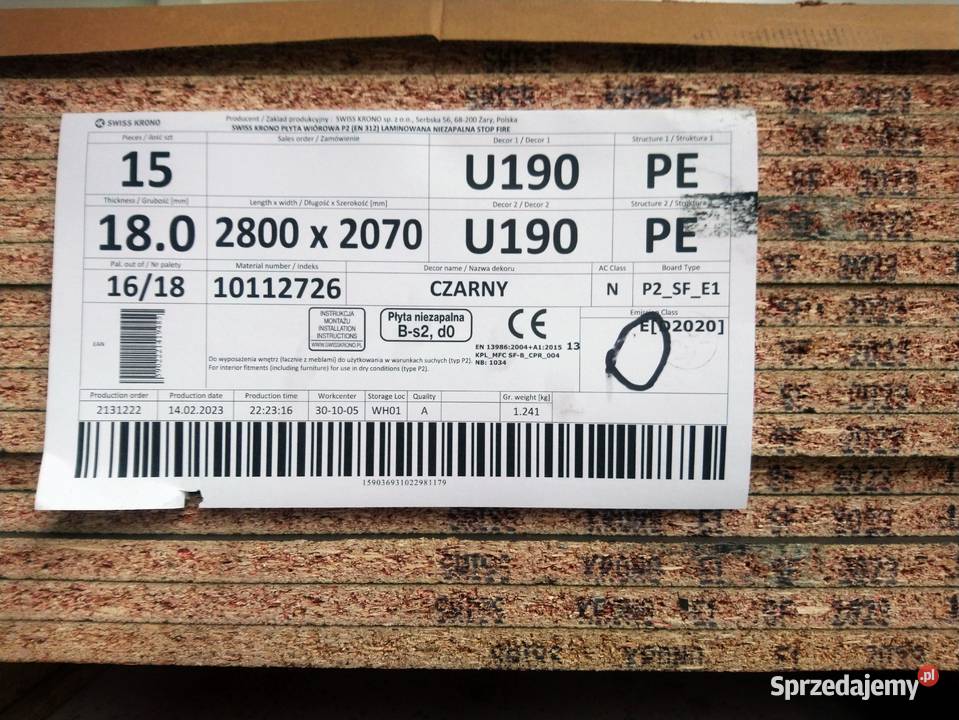 SWISS KRONO
Producent / Zakład produkcyjny : SWISS KRONO sp. z o.o., Serbska 56, 68-200 Żary, Polska
SWISS KRONO PŁYTA WIÓROWA P2 (EN 312) LAMINOWANA NIEZAPALNA STOP FIRE
Pieces / Ilość szt Sales order / Zamówienie Decor 1 / Decor 1 Structure 1 / Struktura 1
15 U190 PE
Thickness / Grubość [mm] Length x width / Długość x Szerokość [mm] Decor 2 / Decor 2 Structure 2 / Struktura
18.0 2800 x 2070 U190 PE
Pal. out of / Nr palety Material number / Indeks Decor name / Nazwa dekoru AC Class Board Type
16/18 10112726 CZARNY N P2_SF_E1
Emission Class
E[D2020]
INSTRUKCJA
MONTAŻU
INSTALLATION
INSTRUCTIONS
WWW.SWISSKRONO.PL
Płyta niezapalna
B-s2, d0
CE
EAN
EN 13986:2004+A1:2015 13
KPL_MFC SF-B_CPR_004
NB: 1034
Do wyposażenia wnętrz (łacznie z meblami) do użytkowania w warunkach suchych (typ P2).
For interior fitments (including furniture) for use in dry conditions (type P2).
Production order Production date Production time Workcenter Storage Loc Quality Gr. weight [kg]
2131222 14.02.2023 22:23:16 30-10-05 WH01 A 1.241
159036931022981179
Sprzedajemy.pl